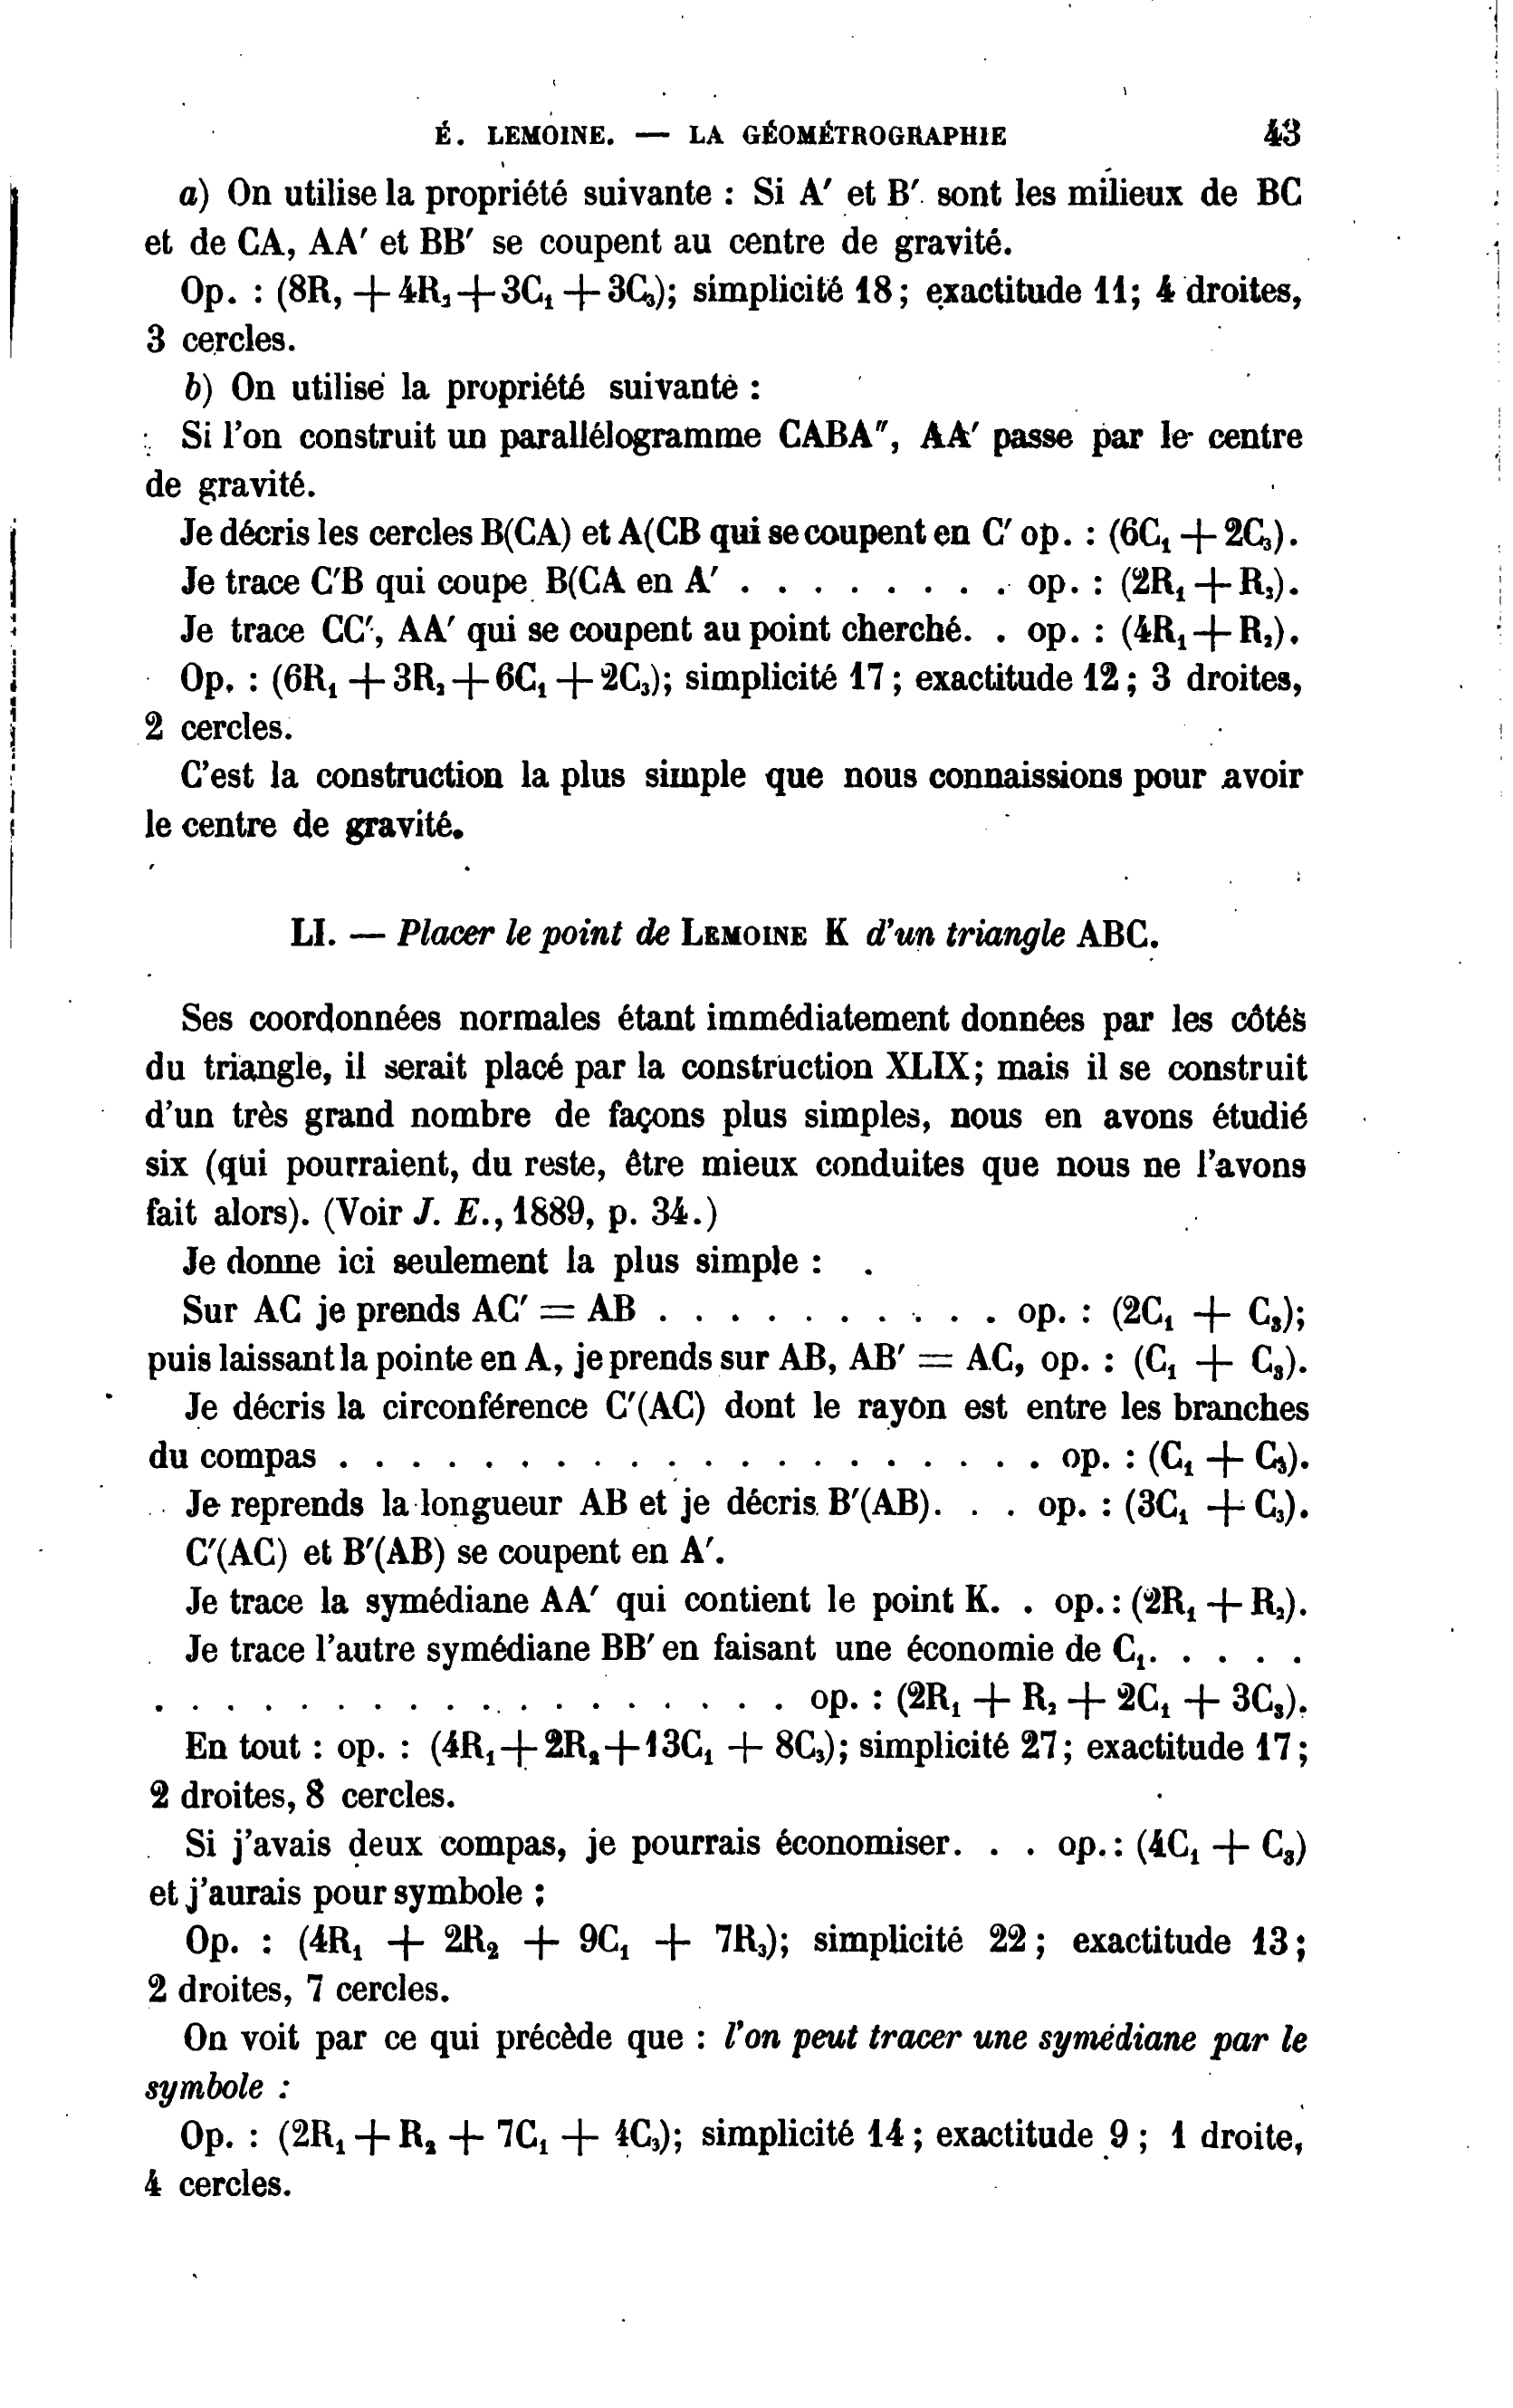 É. LEMOINE. — LA GÉOMÉTROGRAPHIE 43
a) On utilise la propriété suivante : Si A′ et B′ sont les milieux de BC
et de CA, AA′ et BB′ se coupent au centre de gravité.
Op. : (8R, + 4R₃ + 3C₁ + 3C₃); simplicité 18; exactitude 11; 4 droites,
3 cercles.
b) On utilise la propriété suivante :
Si l'on construit un parallélogramme CABA″, AA′ passe par le centre
de gravité.
Je décris les cercles B(CA) et A(CB qui se coupent en C′ op. : (6C₁ + 2C₃).
Je trace C′B qui coupe B(CA en A′ . . . . . . . . op. : (2R₁ + R₂).
Je trace CC′, AA′ qui se coupent au point cherché. . op. : (4R₁ + R₂).
Op. : (6R₁ + 3R₂ + 6C₁ + 2C₃); simplicité 17; exactitude 12; 3 droites,
2 cercles.
C'est la construction la plus simple que nous connaissions pour avoir
le centre de gravité.
LI. — Placer le point de LEMOINE K d'un triangle ABC.
Ses coordonnées normales étant immédiatement données par les côtés
du triangle, il serait placé par la construction XLIX; mais il se construit
d'un très grand nombre de façons plus simples, nous en avons étudié
six (qui pourraient, du reste, être mieux conduites que nous ne l'avons
fait alors). (Voir J. E., 1889, p. 34.)
Je donne ici seulement la plus simple :
Sur AC je prends AC′ = AB . . . . . . . . . . op. : (2C₁ + C₃);
puis laissant la pointe en A, je prends sur AB, AB′ = AC, op. : (C₁ + C₃).
Je décris la circonférence C′(AC) dont le rayon est entre les branches
du compas . . . . . . . . . . . . . . . . . . . . op. : (C₁ + C₃).
Je reprends la longueur AB et je décris B′(AB). . . op. : (3C₁ + C₃).
C′(AC) et B′(AB) se coupent en A′.
Je trace la symédiane AA′ qui contient le point K. . op. : (2R₁ + R₂).
Je trace l'autre symédiane BB′ en faisant une économie de C₁. . . . .
. . . . . . . . . . . . . . . . . . op. : (2R₁ + R₂ + 2C₁ + 3C₃).
En tout : op. : (4R₁ + 2R₂ + 13C₁ + 8C₃); simplicité 27; exactitude 17;
2 droites, 8 cercles.
Si j'avais deux compas, je pourrais économiser. . . op. : (4C₁ + C₃)
et j'aurais pour symbole :
Op. : (4R₁ + 2R₂ + 9C₁ + 7R₃); simplicité 22; exactitude 13;
2 droites, 7 cercles.
On voit par ce qui précède que : l'on peut tracer une symédiane par le
symbole :
Op. : (2R₁ + R₂ + 7C₁ + 4C₃); simplicité 14; exactitude 9; 1 droite,
4 cercles.